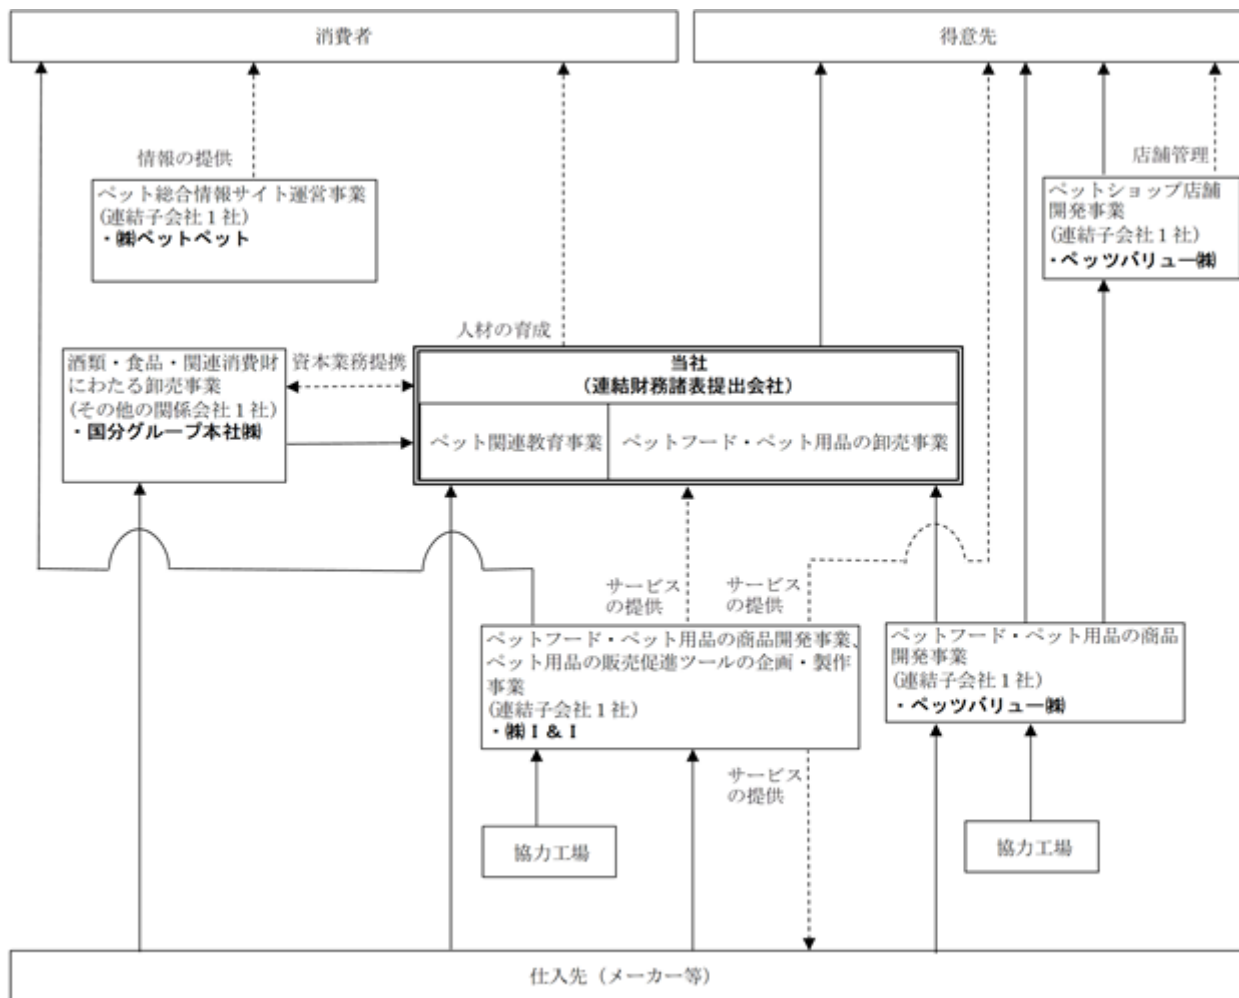 消費者
得意先
情報の提供
店舗管理
ペット総合情報サイト運営事業
(連結子会社１社)
・㈱ペットペット
ペットショップ店舗
開発事業
(連結子会社１社)
・ペッツバリュー㈱
人材の育成
酒類・食品・関連消費財
にわたる卸売事業
(その他の関係会社１社)
・国分グループ本社㈱
資本業務提携
当社
（連結財務諸表提出会社）
ペット関連教育事業
ペットフード・ペット用品の卸売事業
サービス
の提供
サービス
の提供
ペットフード・ペット用品の商品開発事業、
ペット用品の販売促進ツールの企画・製作
事業
(連結子会社１社)
・㈱Ｉ＆Ｉ
ペットフード・ペット用品の商品
開発事業
(連結子会社１社)
・ペッツバリュー㈱
サービス
の提供
協力工場
協力工場
仕入先（メーカー等）